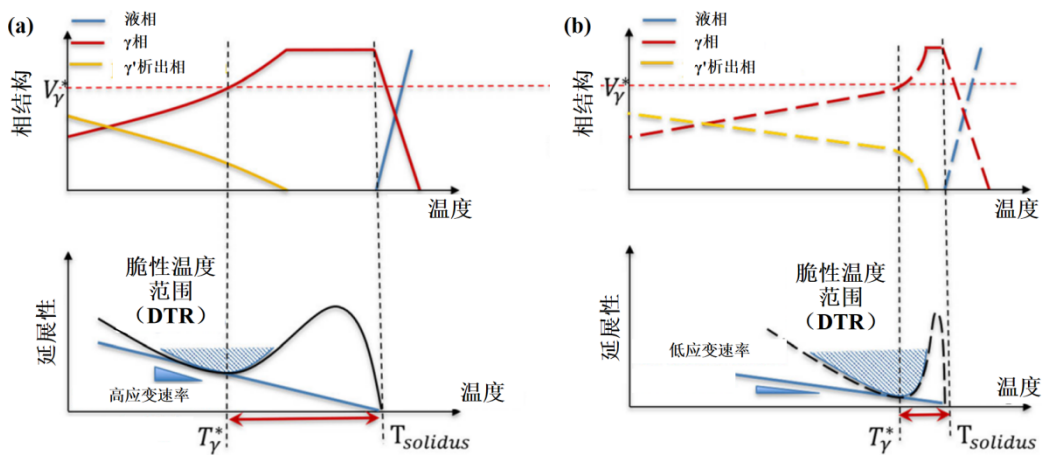 (a)
液相
γ相
γ'析出相
V*γ
相结构
温度
脆性温度
范围
（DTR）
延展性
高应变速率
温度
T*γ
Tsolidus
(b)
液相
γ相
γ'析出相
V*γ
相结构
温度
脆性温度
范围
（DTR）
延展性
低应变速率
温度
T*γ
Tsolidus